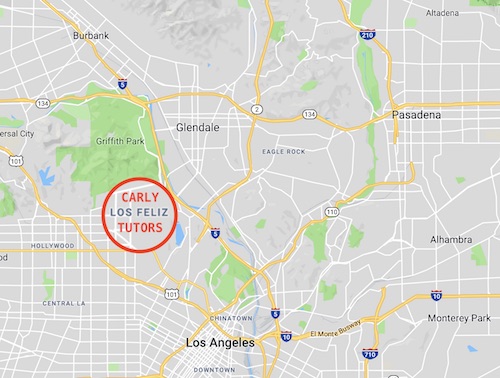 Altadena
Burbank
210
5
134
2
134
Pasadena
ersal City
Griffith Park
Glendale
EAGLE ROCK
101
CARLY
LOS FELIZ
TUTORS
110
5
HOLLYWOOD
Alhambra
od
101
10
CENTRAL LA
CHINATOWN
5
Monterey Park
Los Angeles
10
El Monte Busway
710
DOWNTOWN